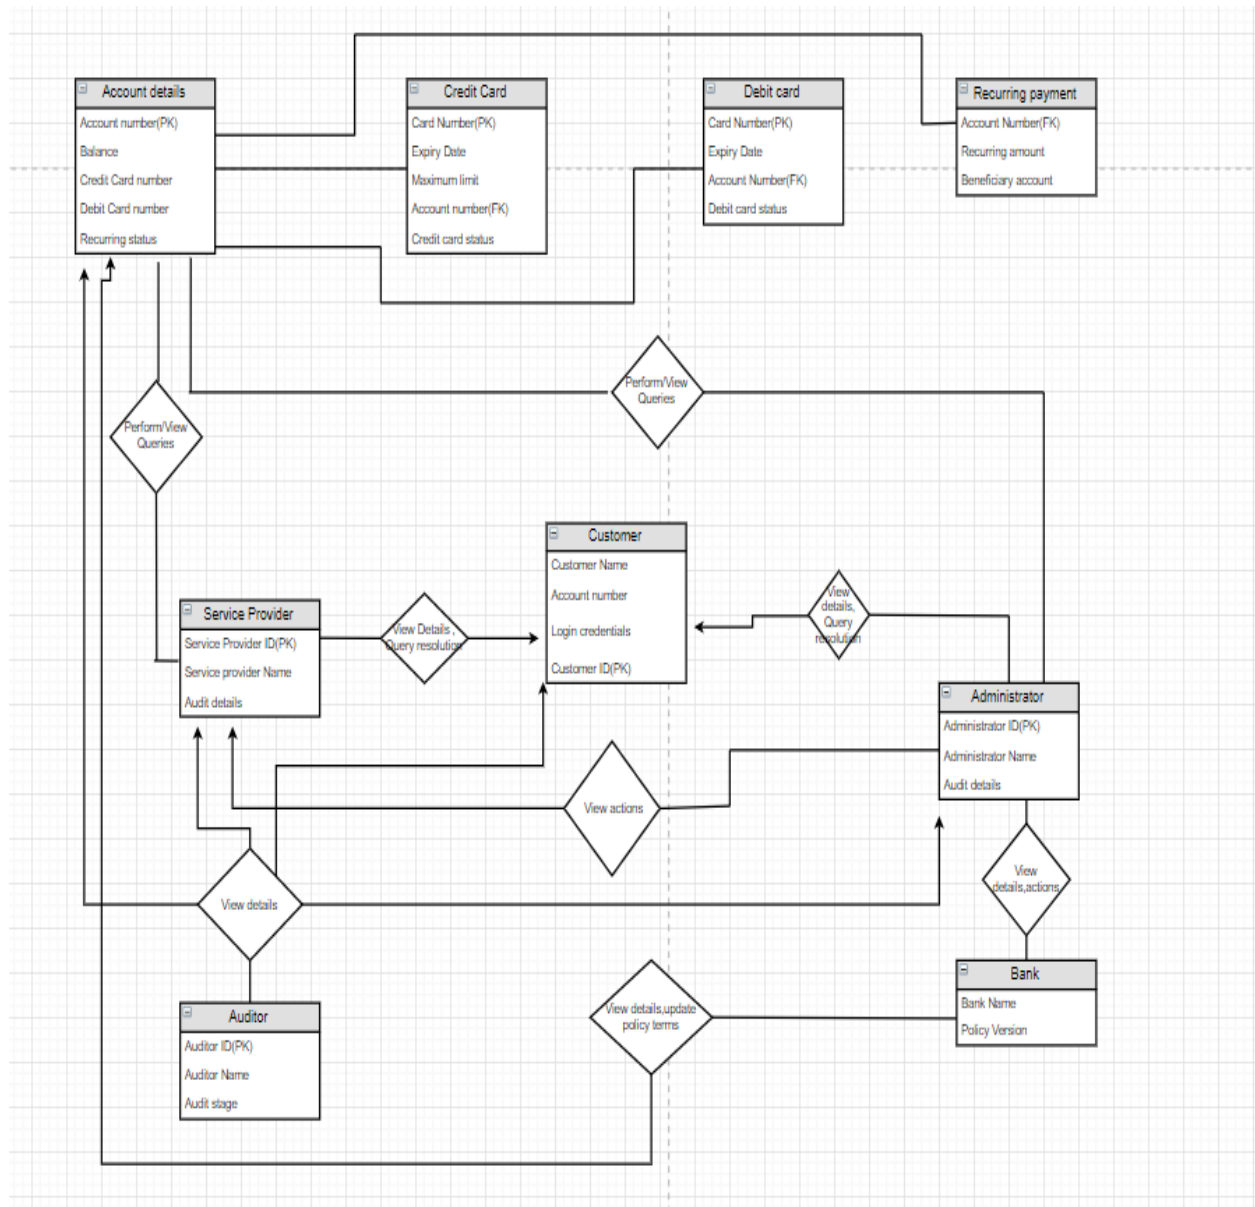 Account details
Account number(PK)
Balance
Credit Card number
Debit Card number
Recurring status
Credit Card
Card Number(PK)
Expiry Date
Maximum limit
Account number(FK)
Credit card status
Debit card
Card Number(PK)
Expiry Date
Account Number(FK)
Debit card status
Recurring payment
Account Number(FK)
Recurring amount
Beneficiary account
Perform/View
Queries
Perform/View
Queries
Customer
Customer Name
Account number
Login credentials
Customer ID(PK)
Service Provider
Service Provider ID(PK)
Service provider Name
Audit details
View Details ,
Query resolution
View
details,
Query
resolution
Administrator
Administrator ID(PK)
Administrator Name
Audit details
View actions
View details
View
details,actions
Auditor
Auditor ID(PK)
Auditor Name
Audit stage
View details,update
policy terms
Bank
Bank Name
Policy Version